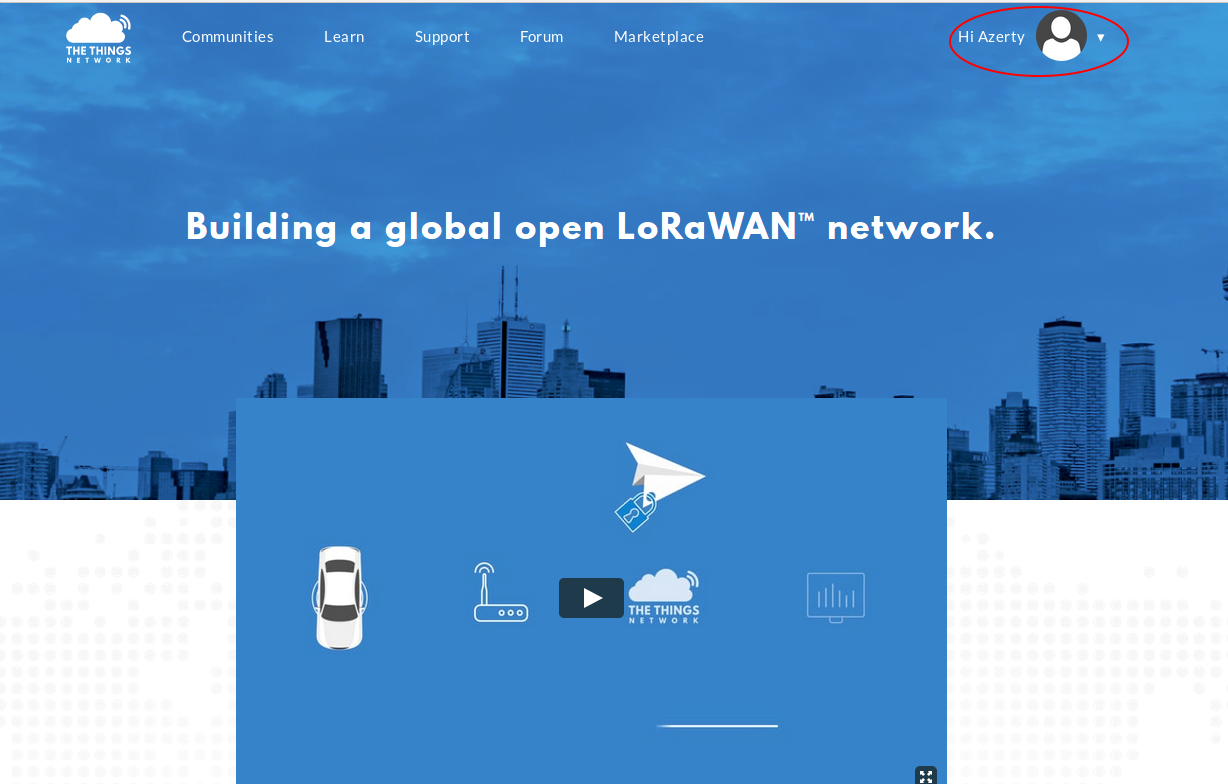 THE THINGS
NETWORK
Communities
Learn
Support
Forum
Marketplace
Hi Azerty
Building a global open LoRaWAN™ network.
THE THINGS
NETWORK